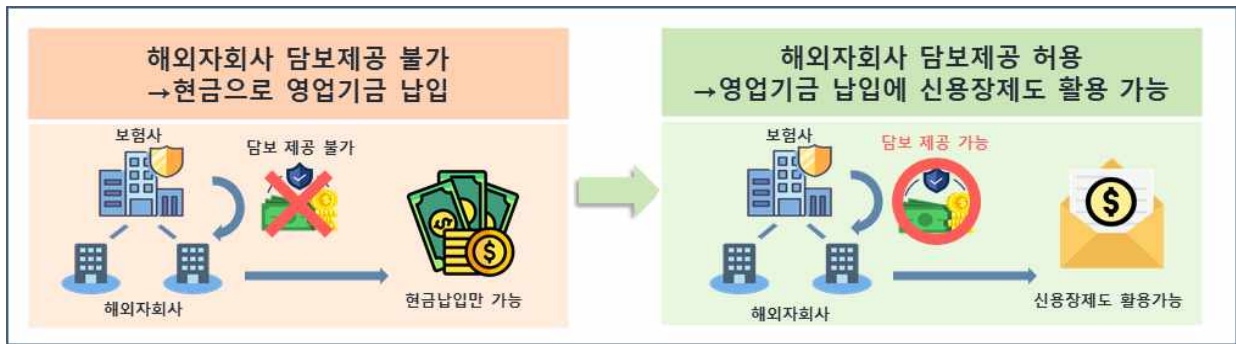 해외자회사 담보제공 불가
→현금으로 영업기금 납입
보험사
담보 제공 불가
해외자회사
현금납입만 가능
해외자회사 담보제공 허용
→영업기금 납입에 신용장제도 활용 가능
보험사
담보 제공 가능
해외자회사
신용장제도 활용가능